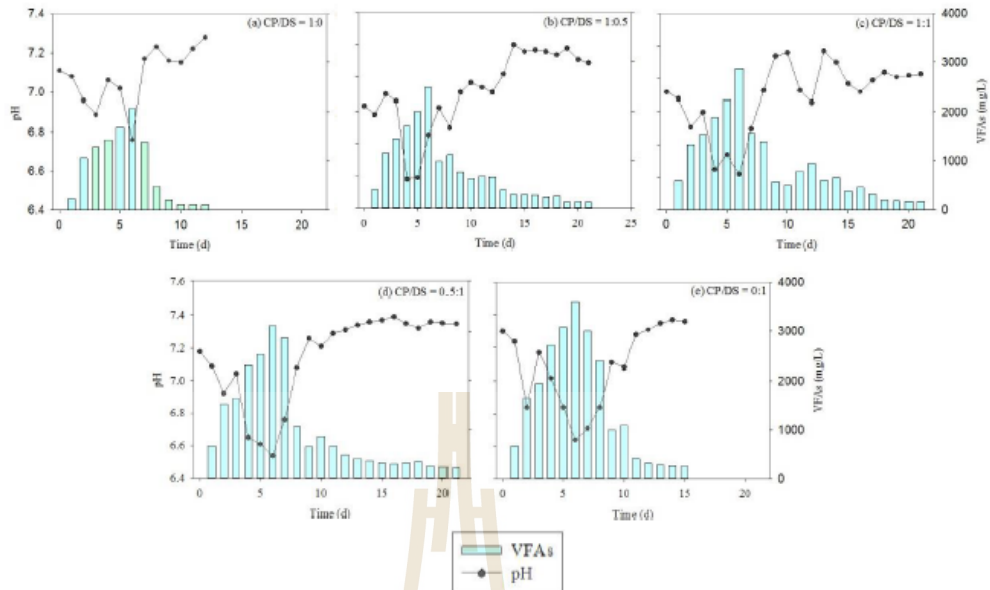 (a) CP/DS = 1:0
(b) CP/DS = 1:0.5
(c) CP/DS = 1:1
7.4
7.2
7.0
6.8
6.6
6.4
pH
0 5 10 15 20
Time (d)
0 5 10 15 20 25
Time (d)
0 5 10 15 20
Time (d)
4000
3000
2000
1000
0
VFAs (mg/L)
(d) CP/DS = 0.5:1
(e) CP/DS = 0:1
7.6
7.4
7.2
7.0
6.8
6.6
6.4
pH
0 5 10 15 20
Time (d)
0 5 10 15 20
Time (d)
4000
3000
2000
1000
0
VFAs (mg/L)
VFAs
pH